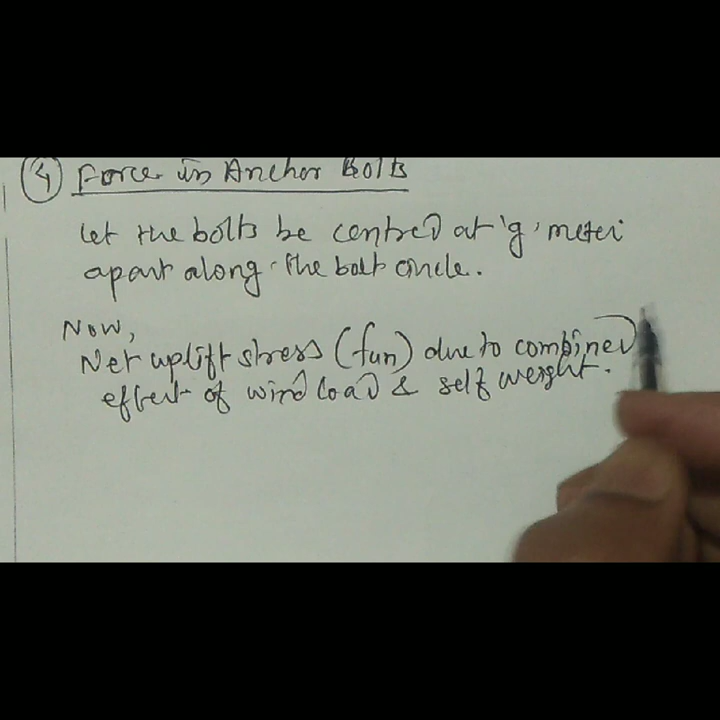 ④ Force in Anchor Bolts
Let the bolts be centred at 'g' meter
apart along the bolt circle.
Now,
Net uplift stress (fun) due to combined
effect of wind load & self weight.